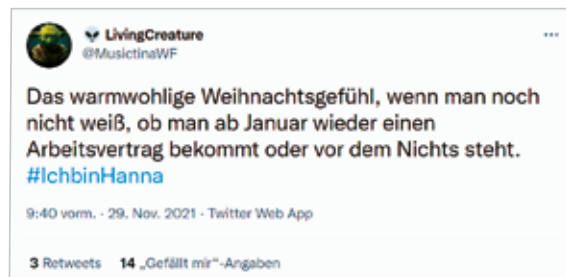 LivingCreature
@MusictinaWF
Das warmwohlige Weihnachtsgefühl, wenn man noch
nicht weiß, ob man ab Januar wieder einen
Arbeitsvertrag bekommt oder vor dem Nichts steht.
#IchbinHanna
9:40 vorm. · 29. Nov. 2021 · Twitter Web App
3 Retweets 14 „Gefällt mir“-Angaben